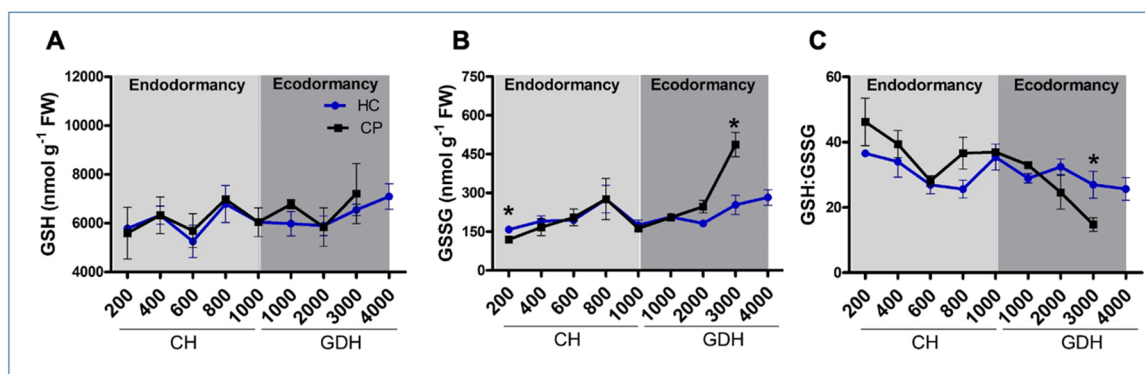 A
GSH (nmol g-1 FW)
12000
10000
8000
6000
4000
Endodormancy
Ecodormancy
HC
CP
200
400
600
800
1000
1000
2000
3000
4000
CH
GDH
B
GSSG (nmol g-1 FW)
750
600
450
300
150
0
Endodormancy
Ecodormancy
*
*
200
400
600
800
1000
1000
2000
3000
4000
CH
GDH
C
GSH:GSSG
60
40
20
0
Endodormancy
Ecodormancy
*
200
400
600
800
1000
1000
2000
3000
4000
CH
GDH